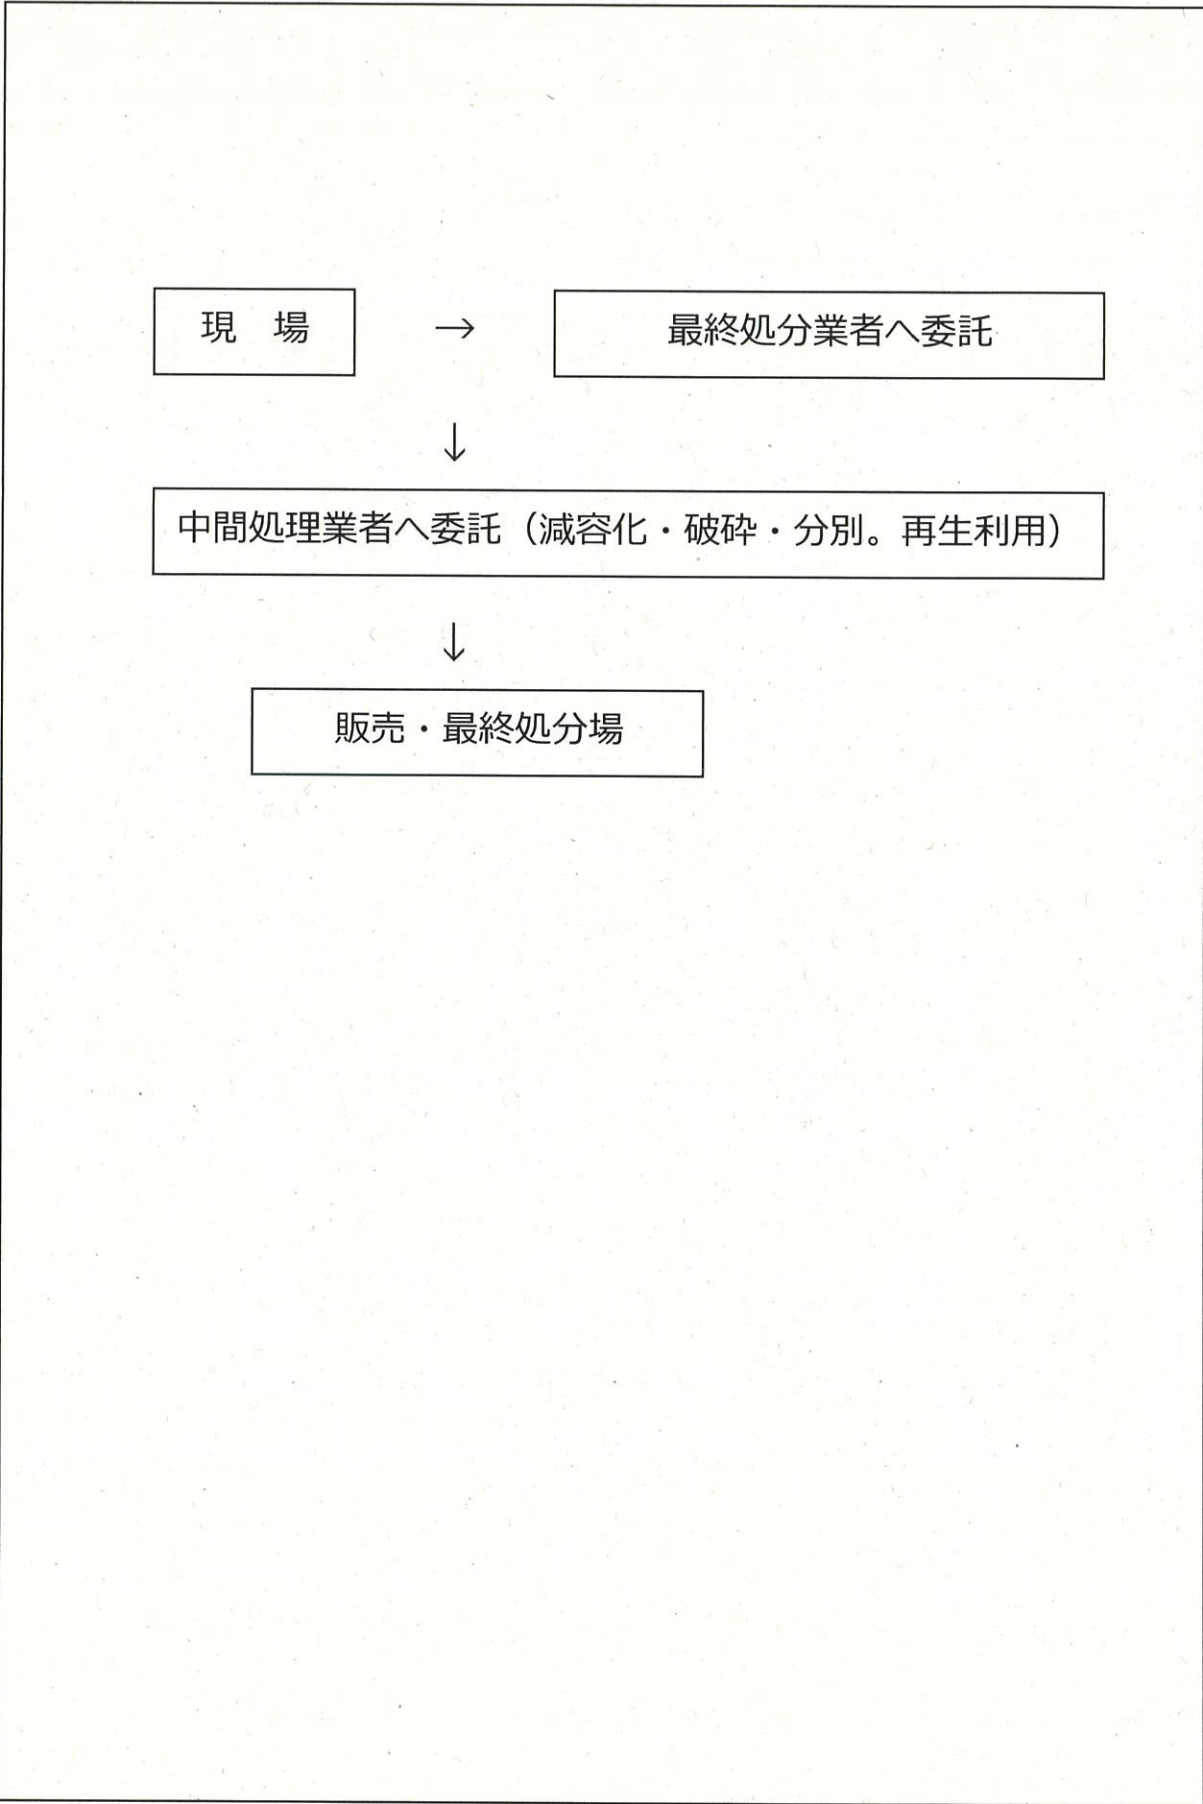 現　場 → 最終処分業者へ委託
↓
中間処理業者へ委託（減容化・破砕・分別。再生利用）
↓
販売・最終処分場